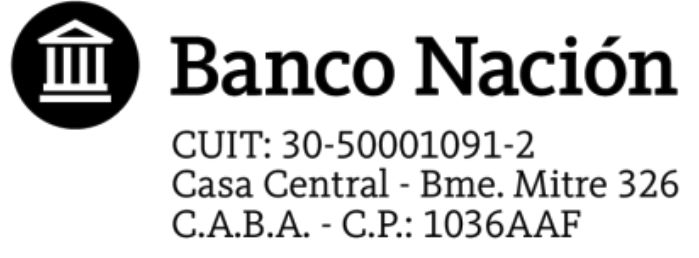 Banco Nación
CUIT: 30-50001091-2
Casa Central - Bme. Mitre 326
C.A.B.A. - C.P.: 1036AAF